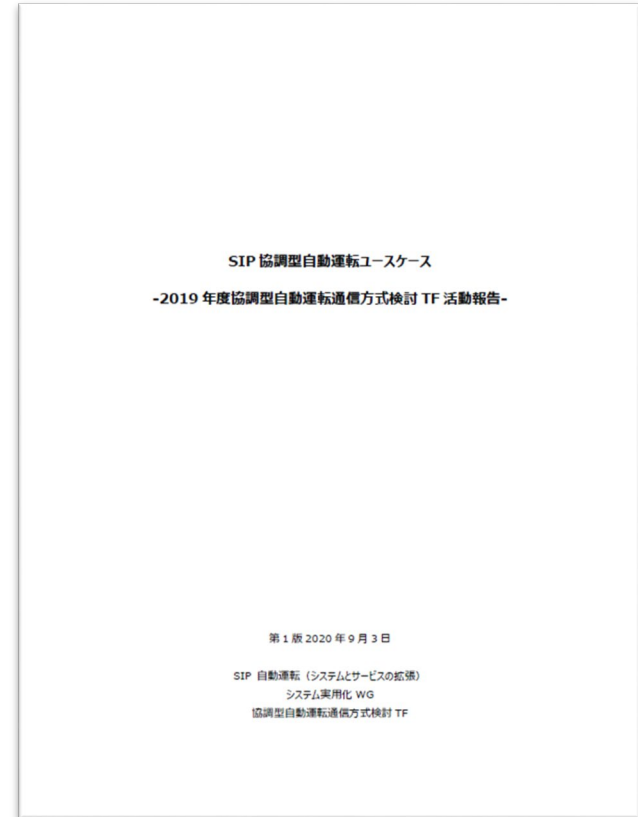 SIP 協調型自動運転ユースケース
-2019 年度協調型自動運転通信方式検討 TF 活動報告-
第 1 版 2020 年 9 月 3 日
SIP 自動運転（システムとサービスの拡張）
システム実用化 WG
協調型自動運転通信方式検討 TF